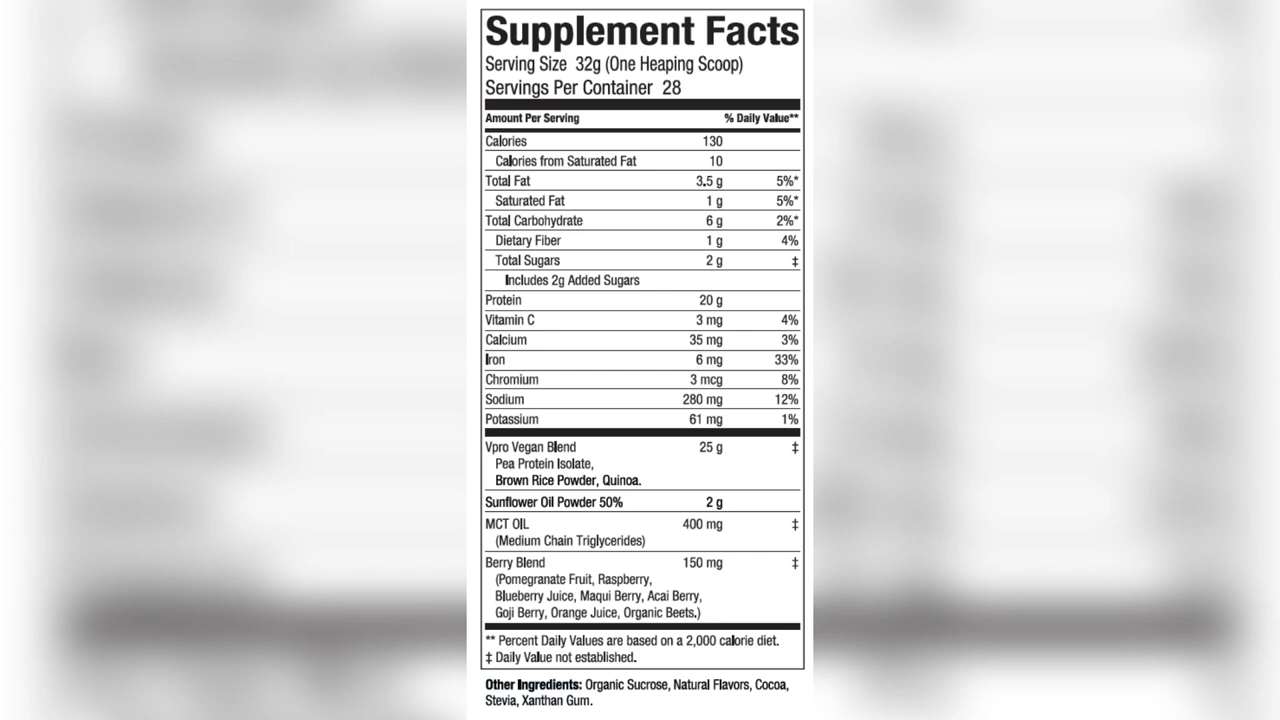 Supplement Facts
Serving Size 32g (One Heaping Scoop)
Servings Per Container 28
Amount Per Serving % Daily Value**
Calories 130
Calories from Saturated Fat 10
Total Fat 3.5 g 5%*
Saturated Fat 1 g 5%*
Total Carbohydrate 6 g 2%*
Dietary Fiber 1 g 4%
Total Sugars 2 g ‡
Includes 2g Added Sugars
Protein 20 g
Vitamin C 3 mg 4%
Calcium 35 mg 3%
Iron 6 mg 33%
Chromium 3 mcg 8%
Sodium 280 mg 12%
Potassium 61 mg 1%
Vpro Vegan Blend 25 g ‡
Pea Protein Isolate,
Brown Rice Powder, Quinoa.
Sunflower Oil Powder 50% 2 g
MCT OIL 400 mg ‡
(Medium Chain Triglycerides)
Berry Blend 150 mg ‡
(Pomegranate Fruit, Raspberry,
Blueberry Juice, Maqui Berry, Acai Berry,
Goji Berry, Orange Juice, Organic Beets.)
** Percent Daily Values are based on a 2,000 calorie diet.
‡ Daily Value not established.
Other Ingredients: Organic Sucrose, Natural Flavors, Cocoa,
Stevia, Xanthan Gum.